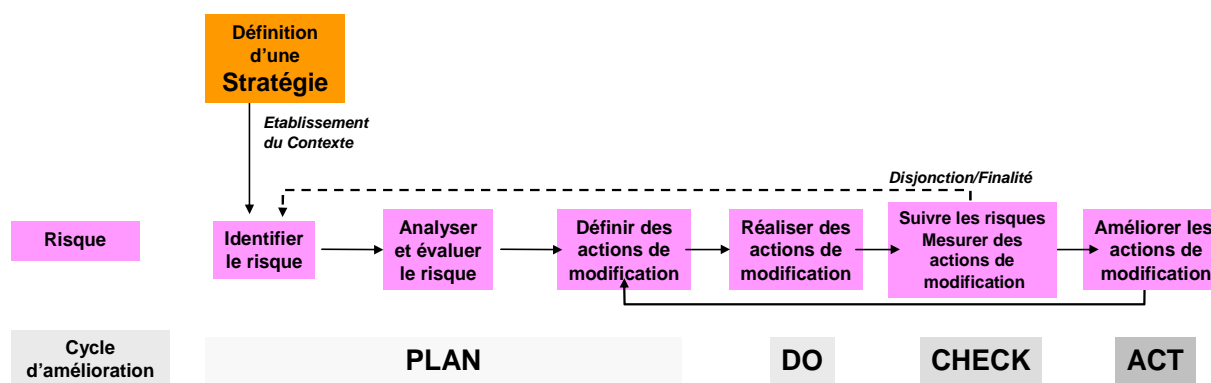 Définition
d'une
Stratégie
Etablissement
du Contexte
Disjonction/Finalité
Risque
Identifier
le risque
Analyser
et évaluer
le risque
Définir des
actions de
modification
Réaliser des
actions de
modification
Suivre les risques
Mesurer des
actions de
modification
Améliorer les
actions de
modification
Cycle
d'amélioration
PLAN
DO
CHECK
ACT